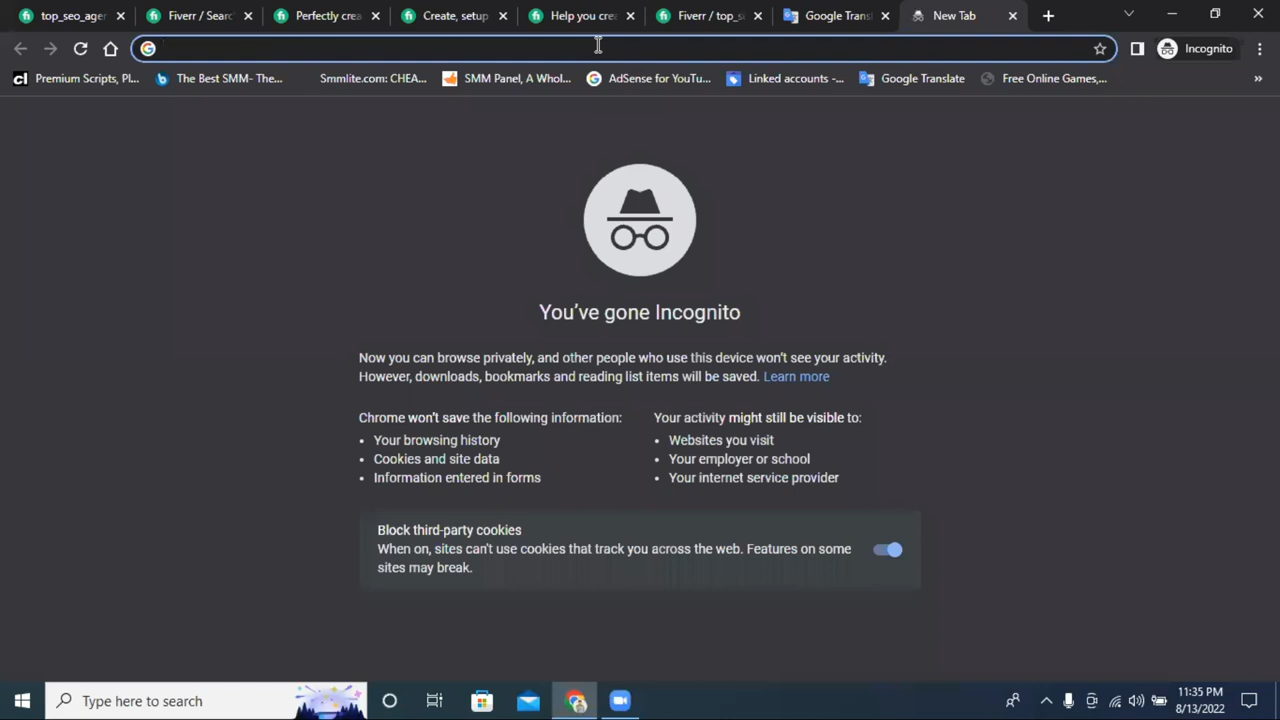 top_seo_ager
Fiverr / Searc
Perfectly crea
Create, setup
Help you crea
Fiverr / top_se
Google Transl
New Tab
Incognito
Premium Scripts, Pl...
The Best SMM- The...
Smmlite.com: CHEA...
SMM Panel, A Whol...
AdSense for YouTu...
Linked accounts -...
Google Translate
Free Online Games,...
You've gone Incognito
Now you can browse privately, and other people who use this device won't see your activity.
However, downloads, bookmarks and reading list items will be saved. Learn more
Chrome won't save the following information:
• Your browsing history
• Cookies and site data
• Information entered in forms
Your activity might still be visible to:
• Websites you visit
• Your employer or school
• Your internet service provider
Block third-party cookies
When on, sites can't use cookies that track you across the web. Features on some
sites may break.
Type here to search
11:35 PM
8/13/2022